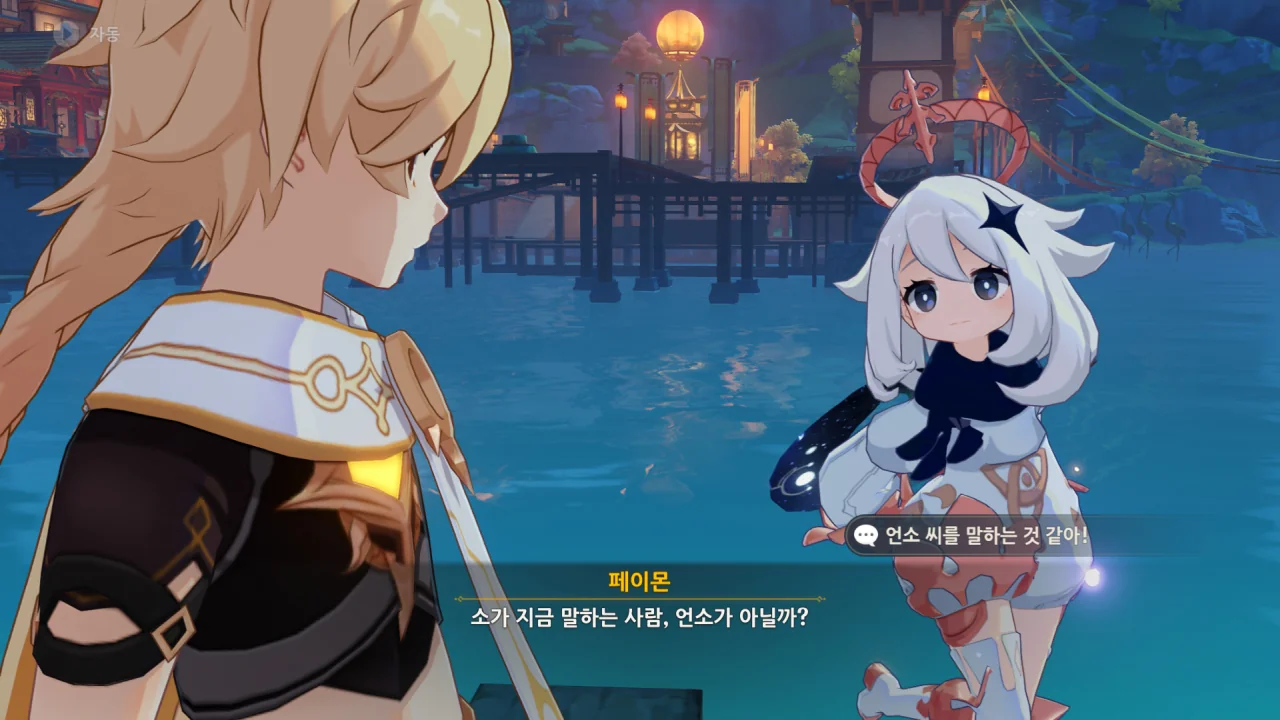 자동
언소 씨를 말하는 것 같아!
페이몬
소가 지금 말하는 사람, 언소가 아닐까?